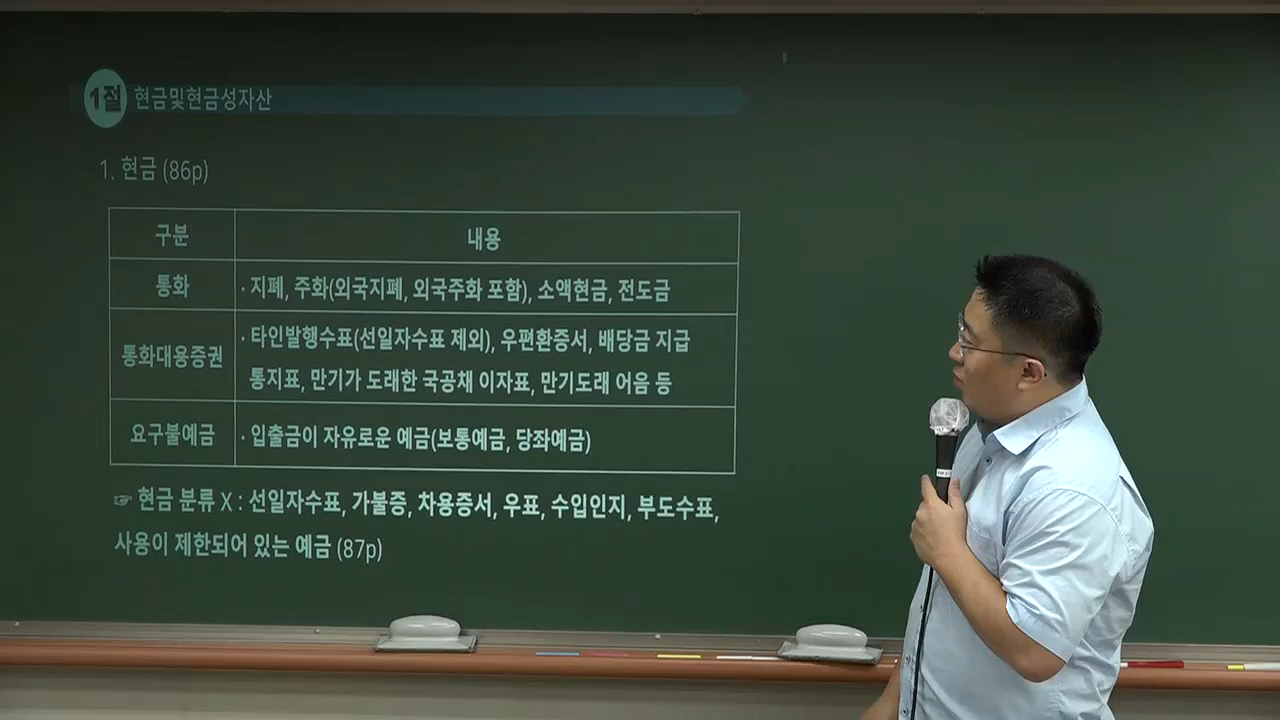 1절 현금및현금성자산
1. 현금 (86p)
구분 내용
통화 · 지폐, 주화(외국지폐, 외국주화 포함), 소액현금, 전도금
통화대용증권 · 타인발행수표(선일자수표 제외), 우편환증서, 배당금 지급
통지표, 만기가 도래한 국공채 이자표, 만기도래 어음 등
요구불예금 · 입출금이 자유로운 예금(보통예금, 당좌예금)
☞ 현금 분류 X : 선일자수표, 가불증, 차용증서, 우표, 수입인지, 부도수표,
사용이 제한되어 있는 예금 (87p)